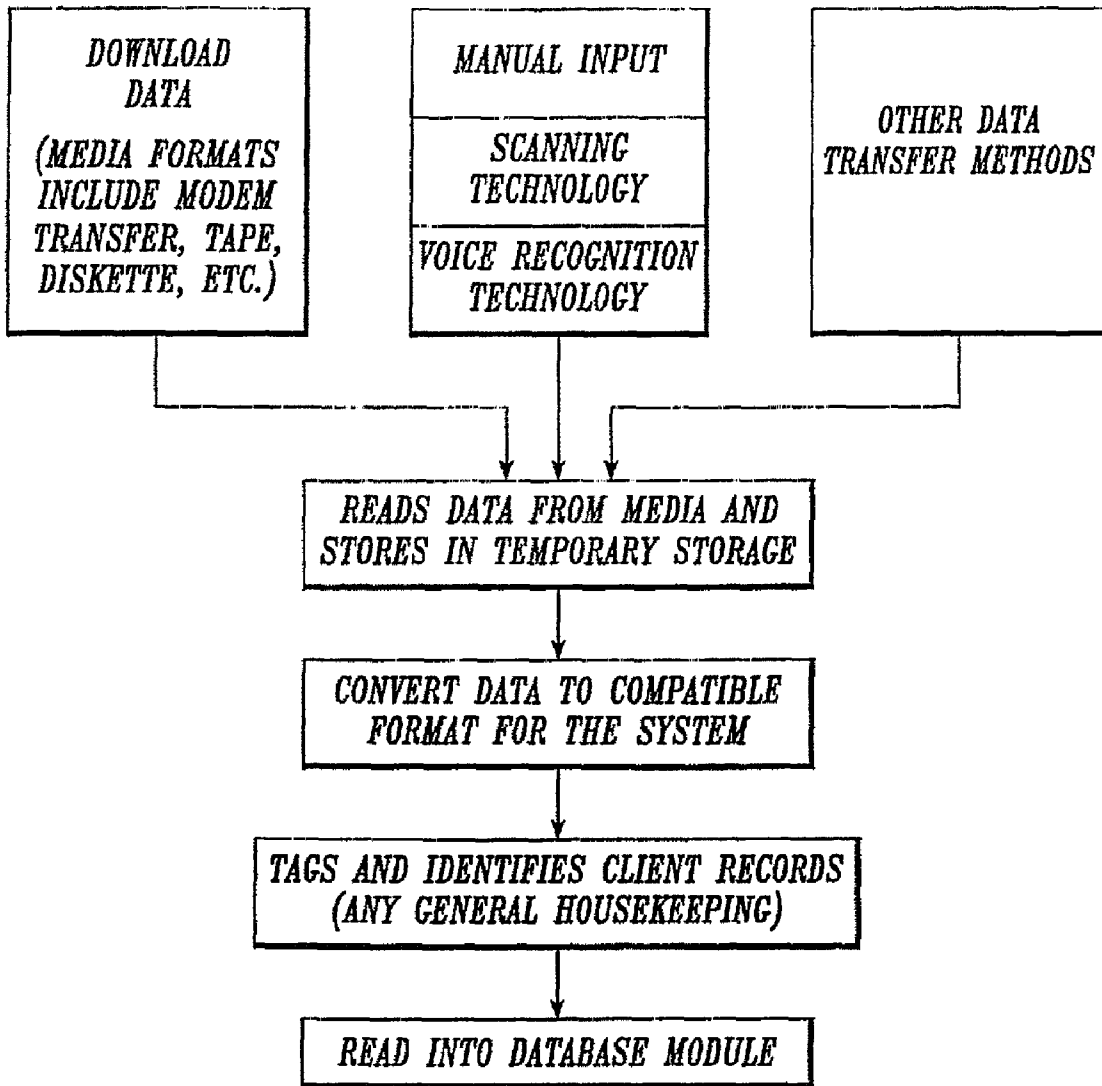 DOWNLOAD
DATA
(MEDIA FORMATS
INCLUDE MODEM
TRANSFER, TAPE,
DISKETTE, ETC.)
MANUAL INPUT
SCANNING
TECHNOLOGY
VOICE RECOGNITION
TECHNOLOGY
OTHER DATA
TRANSFER METHODS
READS DATA FROM MEDIA AND
STORES IN TEMPORARY STORAGE
CONVERT DATA TO COMPATIBLE
FORMAT FOR THE SYSTEM
TAGS AND IDENTIFIES CLIENT RECORDS
(ANY GENERAL HOUSEKEEPING)
READ INTO DATABASE MODULE